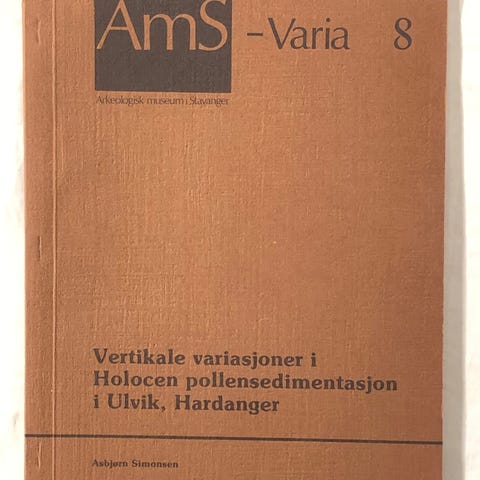 AmS – Varia 8
Arkeologisk museum i Stavanger
Vertikale variasjoner i
Holocen pollensedimentasjon
i Ulvik, Hardanger
Asbjørn Simonsen